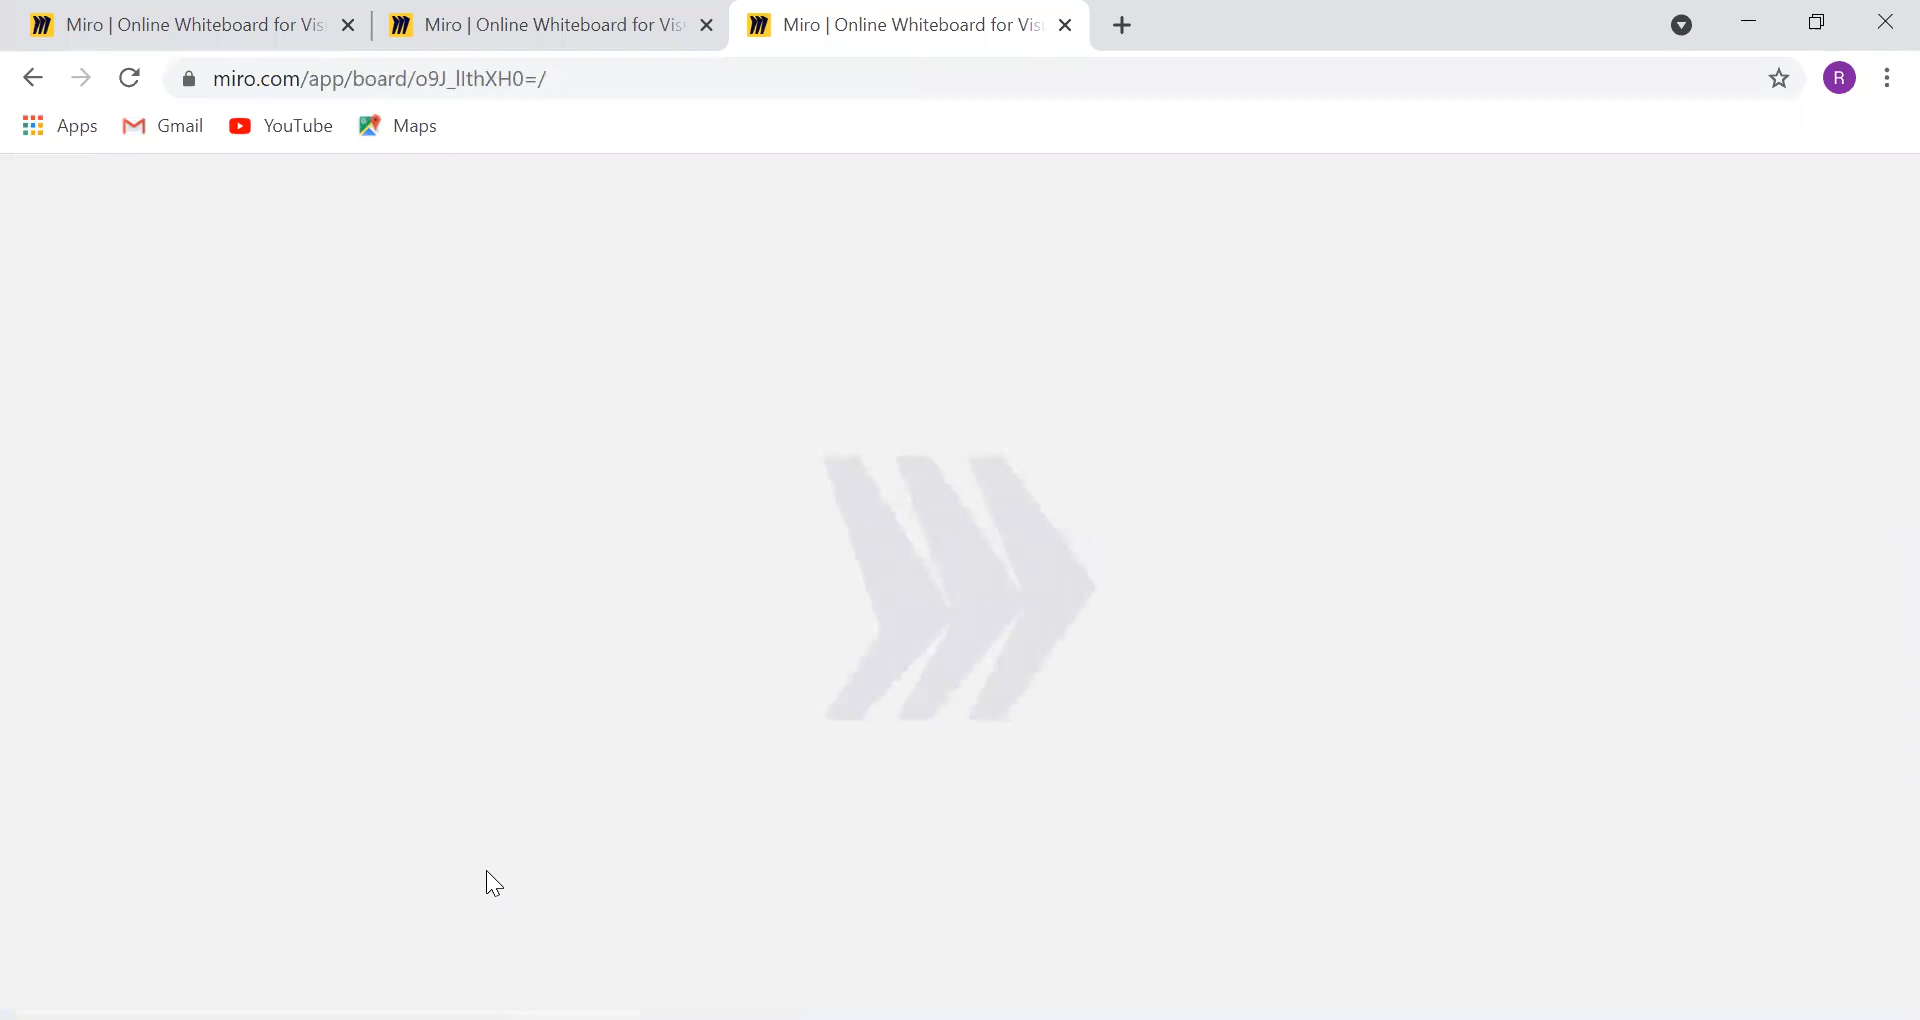 Miro | Online Whiteboard for Vis
Miro | Online Whiteboard for Vis
Miro | Online Whiteboard for Vis
miro.com/app/board/o9J_lIthXH0=/
R
Apps
Gmail
YouTube
Maps